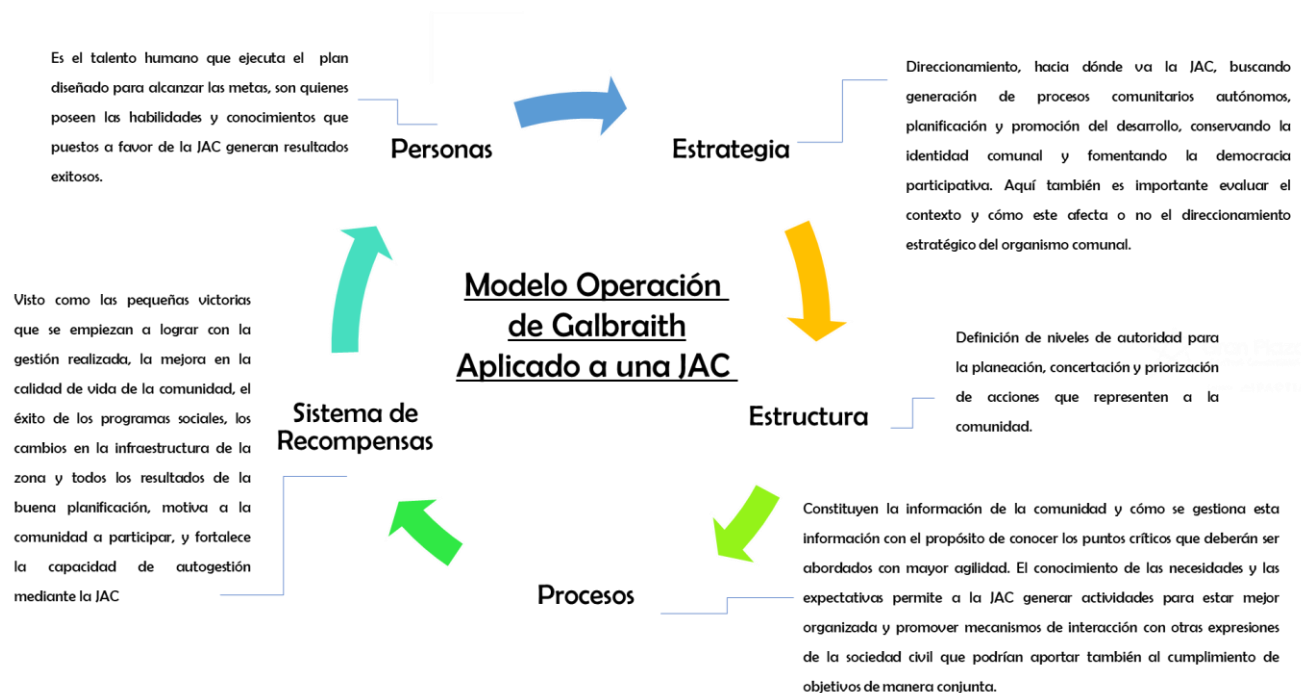 Es el talento humano que ejecuta el plan
diseñado para alcanzar las metas, son quienes
poseen las habilidades y conocimientos que
puestos a favor de la JAC generan resultados
exitosos.
Personas
Estrategia
Direccionamiento, hacia dónde va la JAC, buscando
generación de procesos comunitarios autónomos,
planificación y promoción del desarrollo, conservando la
identidad comunal y fomentando la democracia
participativa. Aquí también es importante evaluar el
contexto y cómo este afecta o no el direccionamiento
estratégico del organismo comunal.
Modelo Operación
de Galbraith
Aplicado a una JAC
Estructura
Definición de niveles de autoridad para
la planeación, concertación y priorización
de acciones que representen a la
comunidad.
Procesos
Constituyen la información de la comunidad y cómo se gestiona esta
información con el propósito de conocer los puntos críticos que deberán ser
abordados con mayor agilidad. El conocimiento de las necesidades y las
expectativas permite a la JAC generar actividades para estar mejor
organizada y promover mecanismos de interacción con otras expresiones
de la sociedad civil que podrían aportar también al cumplimiento de
objetivos de manera conjunta.
Sistema de
Recompensas
Visto como las pequeñas victorias
que se empiezan a lograr con la
gestión realizada, la mejora en la
calidad de vida de la comunidad, el
éxito de los programas sociales, los
cambios en la infraestructura de la
zona y todos los resultados de la
buena planificación, motiva a la
comunidad a participar, y fortalece
la capacidad de autogestión
mediante la JAC